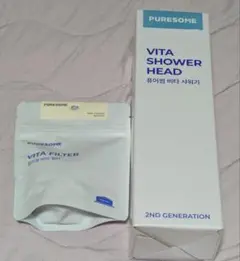 PURESOME
VITA FILTER
PURESOME
VITA
SHOWER
HEAD
퓨어썸 비타 샤워기
2ND GENERATION